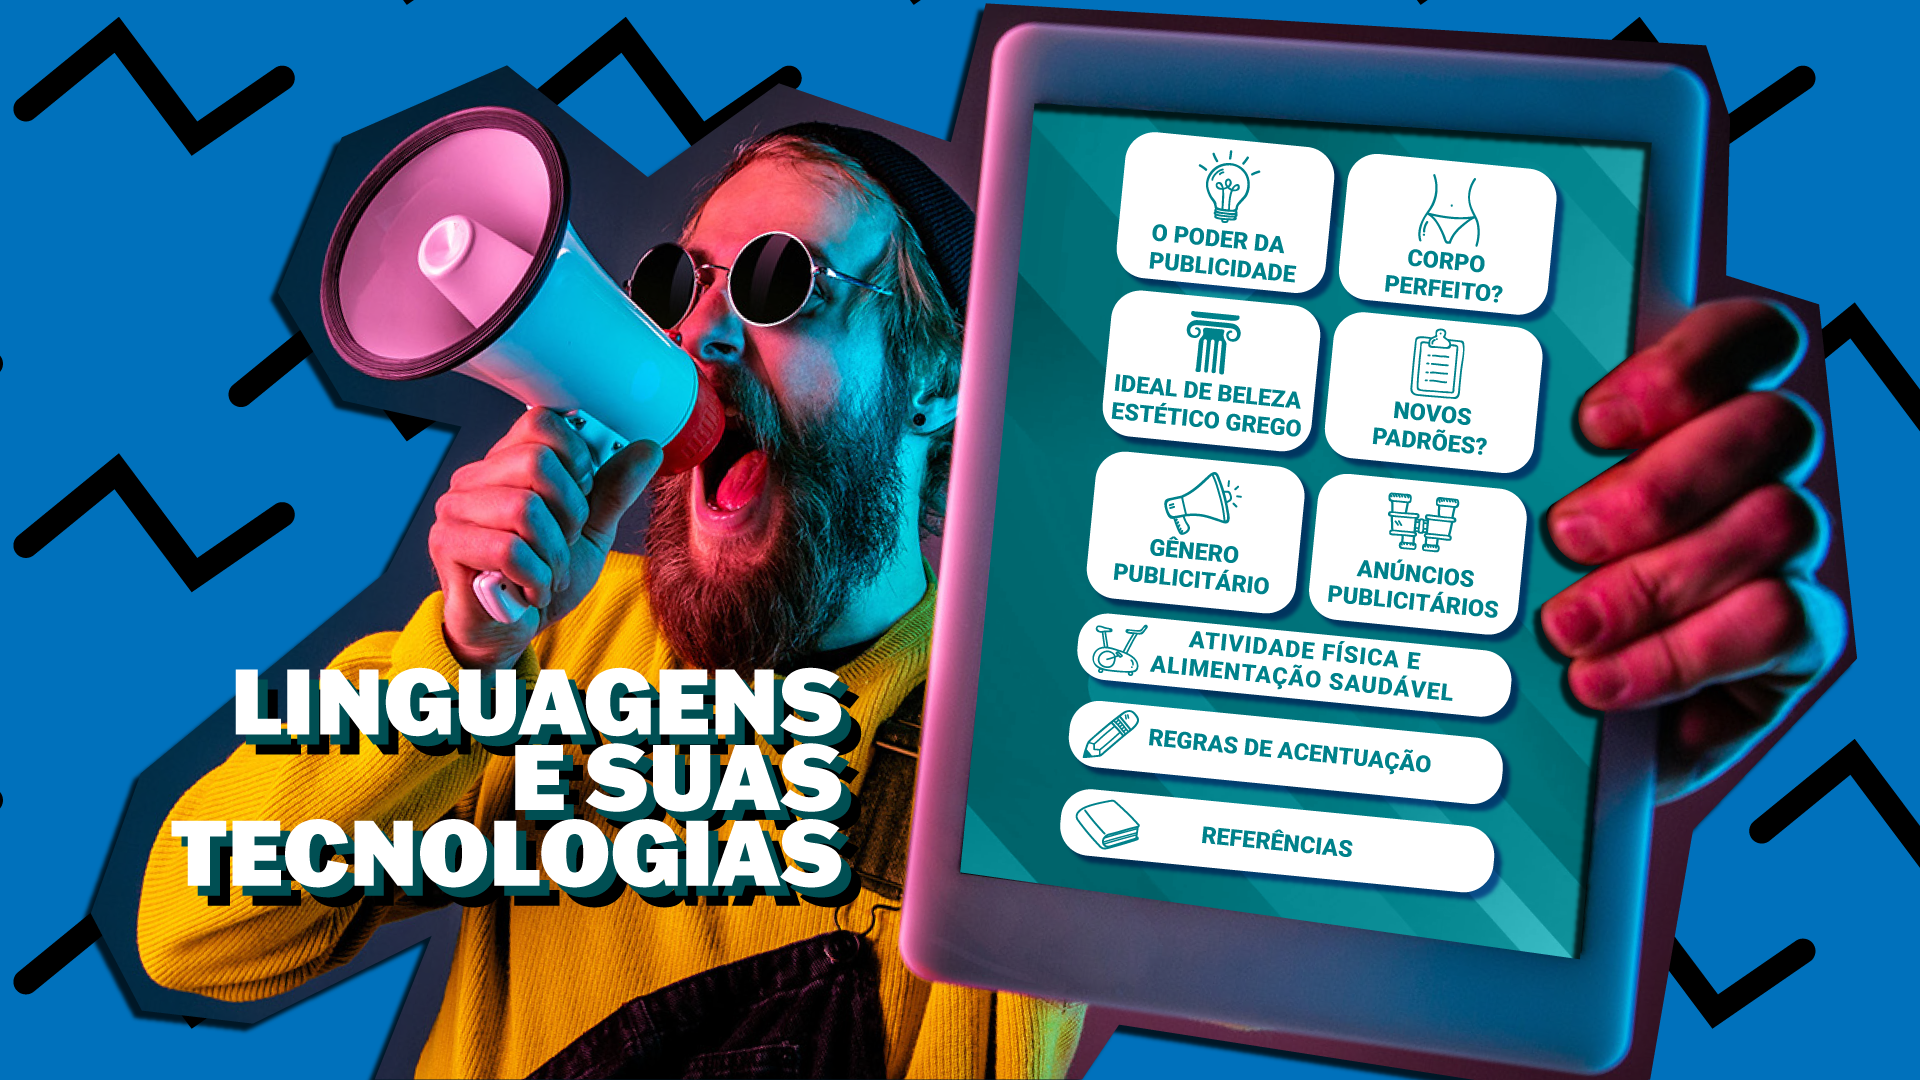 LINGUAGENS
E SUAS
TECNOLOGIAS
O PODER DA
PUBLICIDADE
CORPO
PERFEITO?
IDEAL DE BELEZA
ESTÉTICO GREGO
NOVOS
PADRÕES?
GÊNERO
PUBLICITÁRIO
ANÚNCIOS
PUBLICITÁRIOS
ATIVIDADE FÍSICA E
ALIMENTAÇÃO SAUDÁVEL
REGRAS DE ACENTUAÇÃO
REFERÊNCIAS